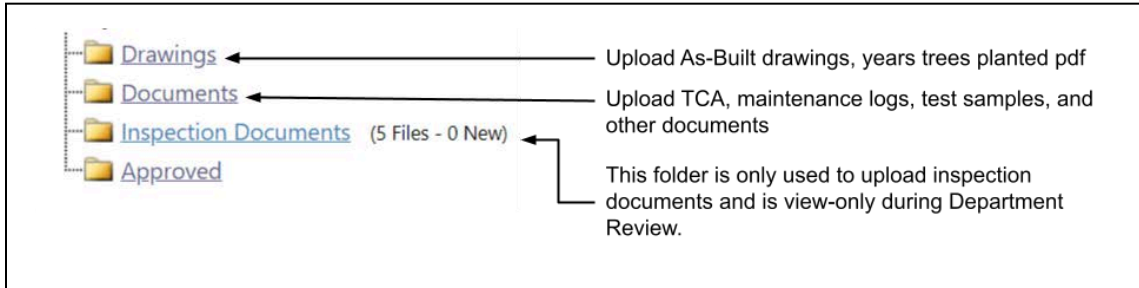 Drawings
Upload As-Built drawings, years trees planted pdf
Documents
Upload TCA, maintenance logs, test samples, and
other documents
Inspection Documents (5 Files - 0 New)
Approved
This folder is only used to upload inspection
documents and is view-only during Department
Review.